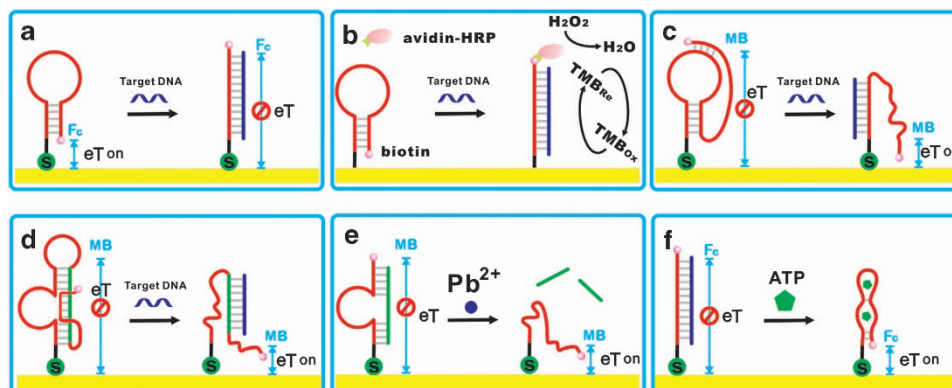 a
Fc
eT
Target DNA
Fc
eT on
S
S
b
avidin-HRP
H2O2
H2O
Target DNA
TMBRe
TMBOx
biotin
c
MB
eT
Target DNA
MB
eT on
S
S
d
MB
eT
Target DNA
MB
eT on
S
S
e
MB
eT
Pb2+
MB
eT on
S
S
f
Fc
eT
ATP
Fc
eT on
S
S